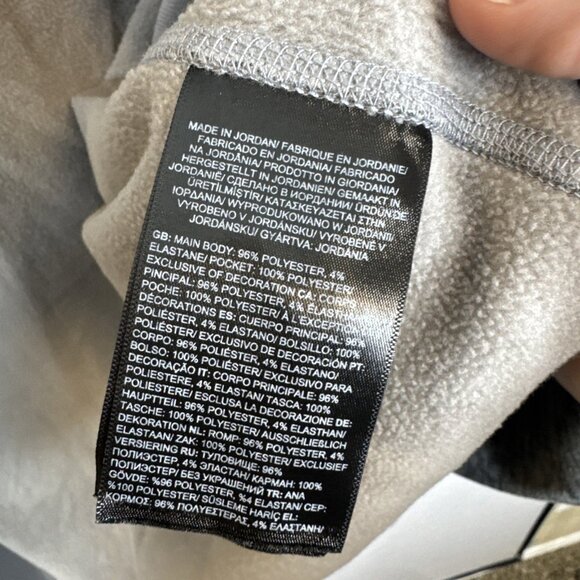 MADE IN JORDAN/ FABRIQUE EN JORDANIE/
FABRICADO EN JORDANIA/ FABRICADO
NA JORDÂNIA/ PRODOTTO IN GIORDANIA/
HERGESTELLT IN JORDANIEN/ GEMAAKT IN
JORDANIË/ СДЕЛАНО В ИОРДАНИИ/ ÜRDÜN'DE
ÜRETİLMİŞTİR/ ΚΑΤΑΣΚΕΥΑΖΕΤΑΙ ΣΤΗΝ
ΙΟΡΔΑΝΙΑ/ WYPRODUKOWANO W JORDANII/
VYROBENO V JORDÁNSKU/ VYROBENÉ V
JORDÁNSKU/ GYÁRTVA: JORDÁNIA
GB: MAIN BODY: 96% POLYESTER, 4%
ELASTANE/ POCKET: 100% POLYESTER/
EXCLUSIVE OF DECORATION CA: CORPS
PINCIPAL: 96% POLYESTER, 4% ÉLASTHANNE/
POCHE: 100% POLYESTER/ À L'EXCEPTION
DÉCORATIONS ES: CUERPO PRINCIPAL: 96%
POLIÉSTER, 4% ELASTANO/ BOLSILLO: 100%
POLIÉSTER/ EXCLUSIVO DE DECORACIÓN PT:
CORPO: 96% POLIÉSTER, 4% ELASTANO/
BOLSO: 100% POLIÉSTER/ EXCLUSIVO PARA
DECORAÇÃO IT: CORPO PRINCIPALE: 96%
POLIESTERE, 4% ELASTAN/ TASCA: 100%
POLIESTERE/ ESCLUSA LA DECORAZIONE DE:
HAUPTTEIL: 96% POLYESTER, 4% ELASTHAN/
TASCHE: 100% POLYESTER/ AUSSCHLIEßLICH
DEKORATION NL: ROMP: 96% POLYESTER, 4%
ELASTAAN/ ZAK: 100% POLYESTER/ EXCLUSIEF
VERSIERING RU: ТУЛОВИЩЕ: 96%
ПОЛИЭСТЕР, 4% ЭЛАСТАН/ КАРМАН: 100%
ПОЛИЭСТЕР/ БЕЗ УКРАШЕНИЙ TR: ANA
GÖVDE: %96 POLYESTER, %4 ELASTAN/ CEP:
%100 POLYESTER/ SÜSLEME HARİÇ EL:
ΚΟΡΜΟΣ: 96% ΠΟΛΥΕΣΤΕΡΑΣ, 4% ΕΛΑΣΤΑΝΗ/